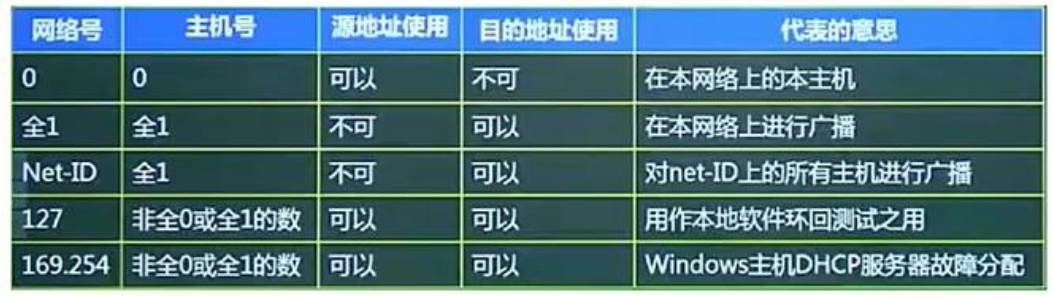 网络号 主机号 源地址使用 目的地址使用 代表的意思
0 0 可以 不可 在本网络上的本主机
全1 全1 不可 可以 在本网络上进行广播
Net-ID 全1 不可 可以 对net-ID上的所有主机进行广播
127 非全0或全1的数 可以 可以 用作本地软件环回测试之用
169.254 非全0或全1的数 可以 可以 Windows主机DHCP服务器故障分配